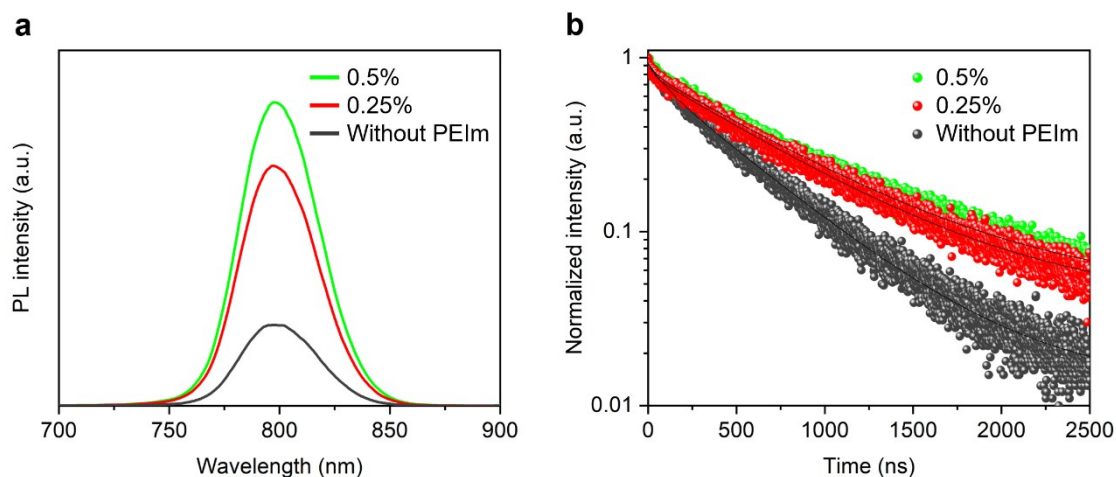 a
0.5%
0.25%
Without PEIm
PL intensity (a.u.)
700
750
800
850
900
Wavelength (nm)
b
1
0.1
0.01
0.5%
0.25%
Without PEIm
Normalized intensity (a.u.)
0
500
1000
1500
2000
2500
Time (ns)